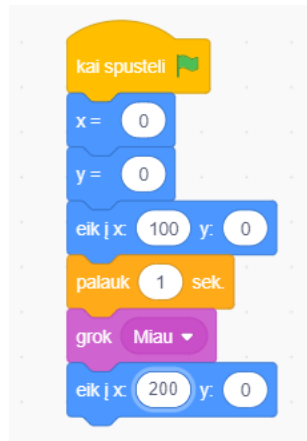 kai spusteli
x = 0
y = 0
eik į x: 100 y: 0
palauk 1 sek.
grok Miau
eik į x: 200 y: 0